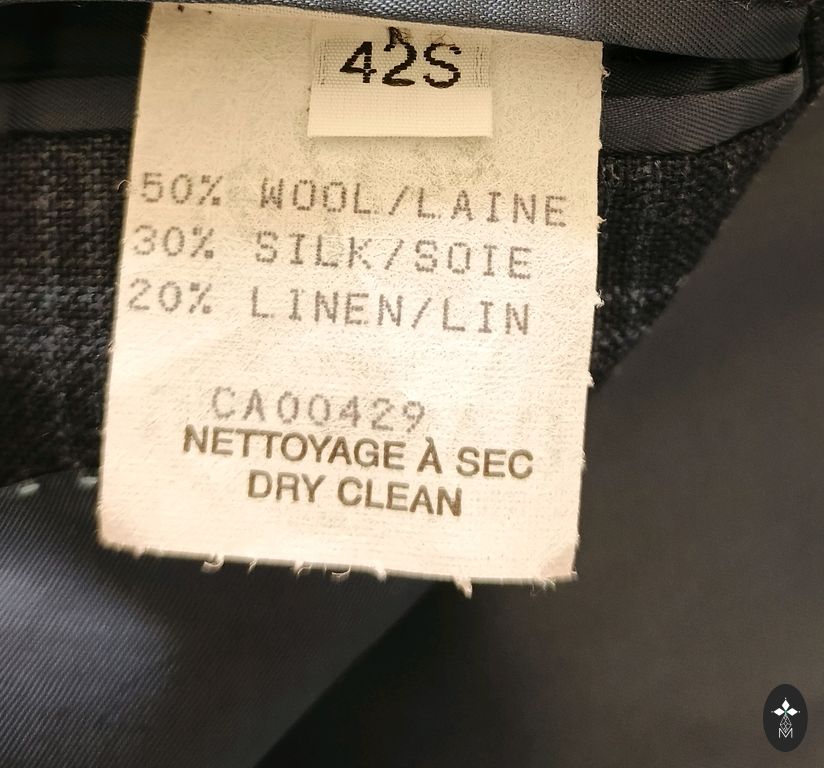 42S
50% WOOL/LAINE
30% SILK/SOIE
20% LINEN/LIN
CA00429
NETTOYAGE À SEC
DRY CLEAN
M